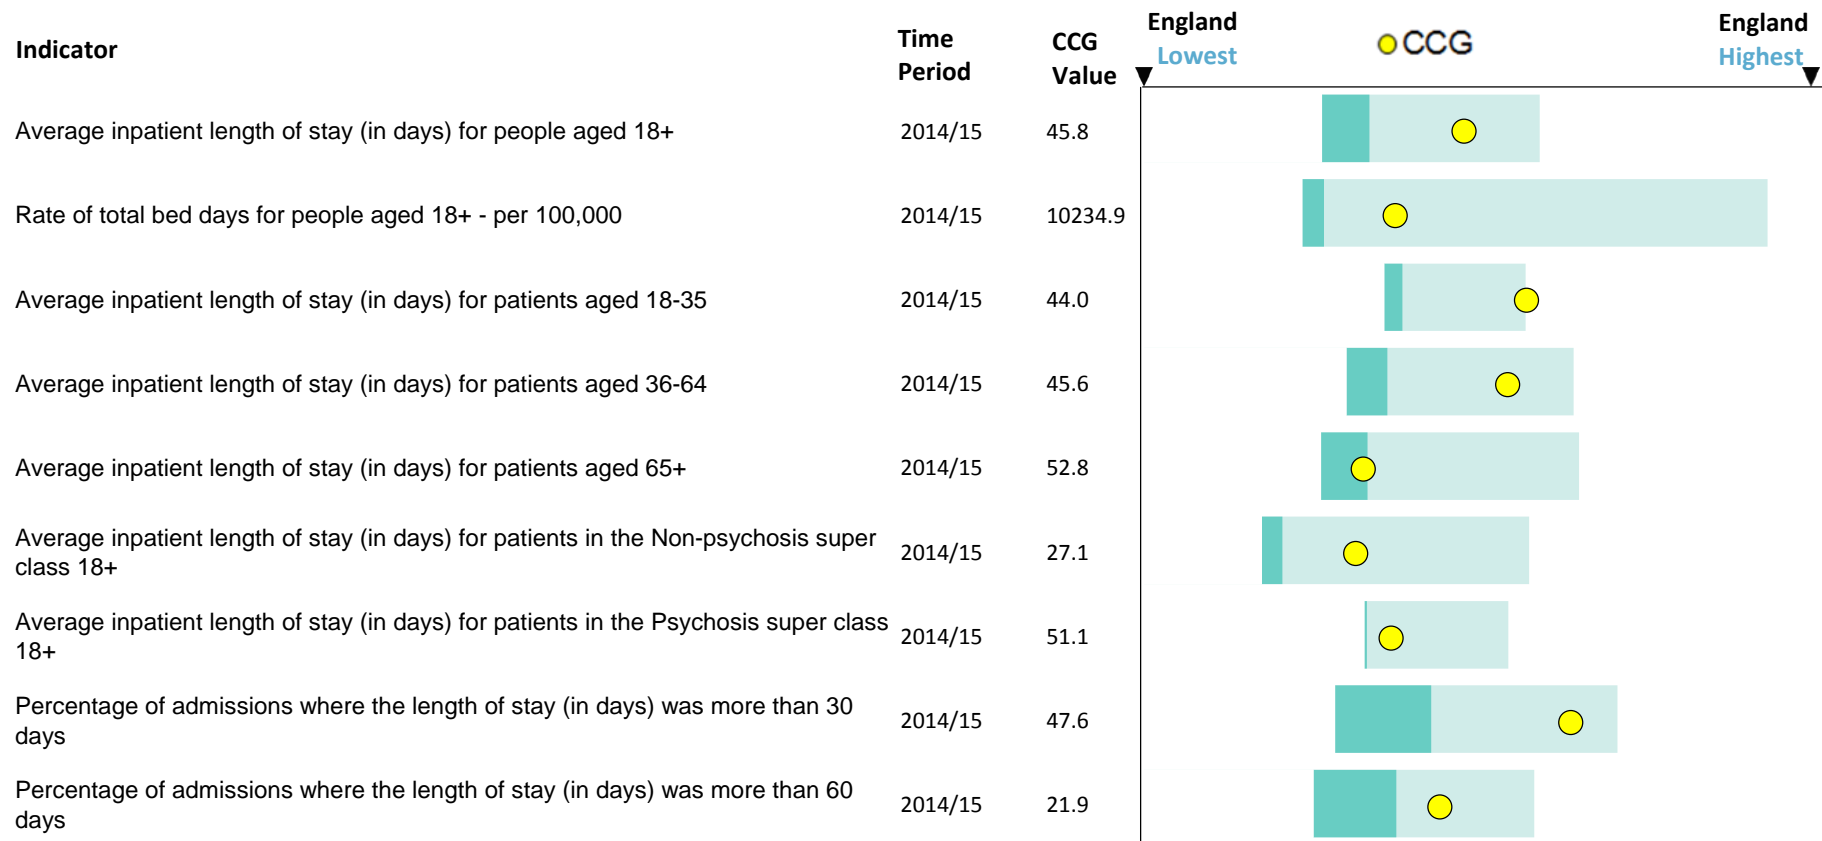 Indicator
Time Period
CCG Value
England Lowest
CCG
England Highest
Average inpatient length of stay (in days) for people aged 18+ 2014/15 45.8
Rate of total bed days for people aged 18+ - per 100,000 2014/15 10234.9
Average inpatient length of stay (in days) for patients aged 18-35 2014/15 44.0
Average inpatient length of stay (in days) for patients aged 36-64 2014/15 45.6
Average inpatient length of stay (in days) for patients aged 65+ 2014/15 52.8
Average inpatient length of stay (in days) for patients in the Non-psychosis super
class 18+ 2014/15 27.1
Average inpatient length of stay (in days) for patients in the Psychosis super class
18+ 2014/15 51.1
Percentage of admissions where the length of stay (in days) was more than 30
days 2014/15 47.6
Percentage of admissions where the length of stay (in days) was more than 60
days 2014/15 21.9